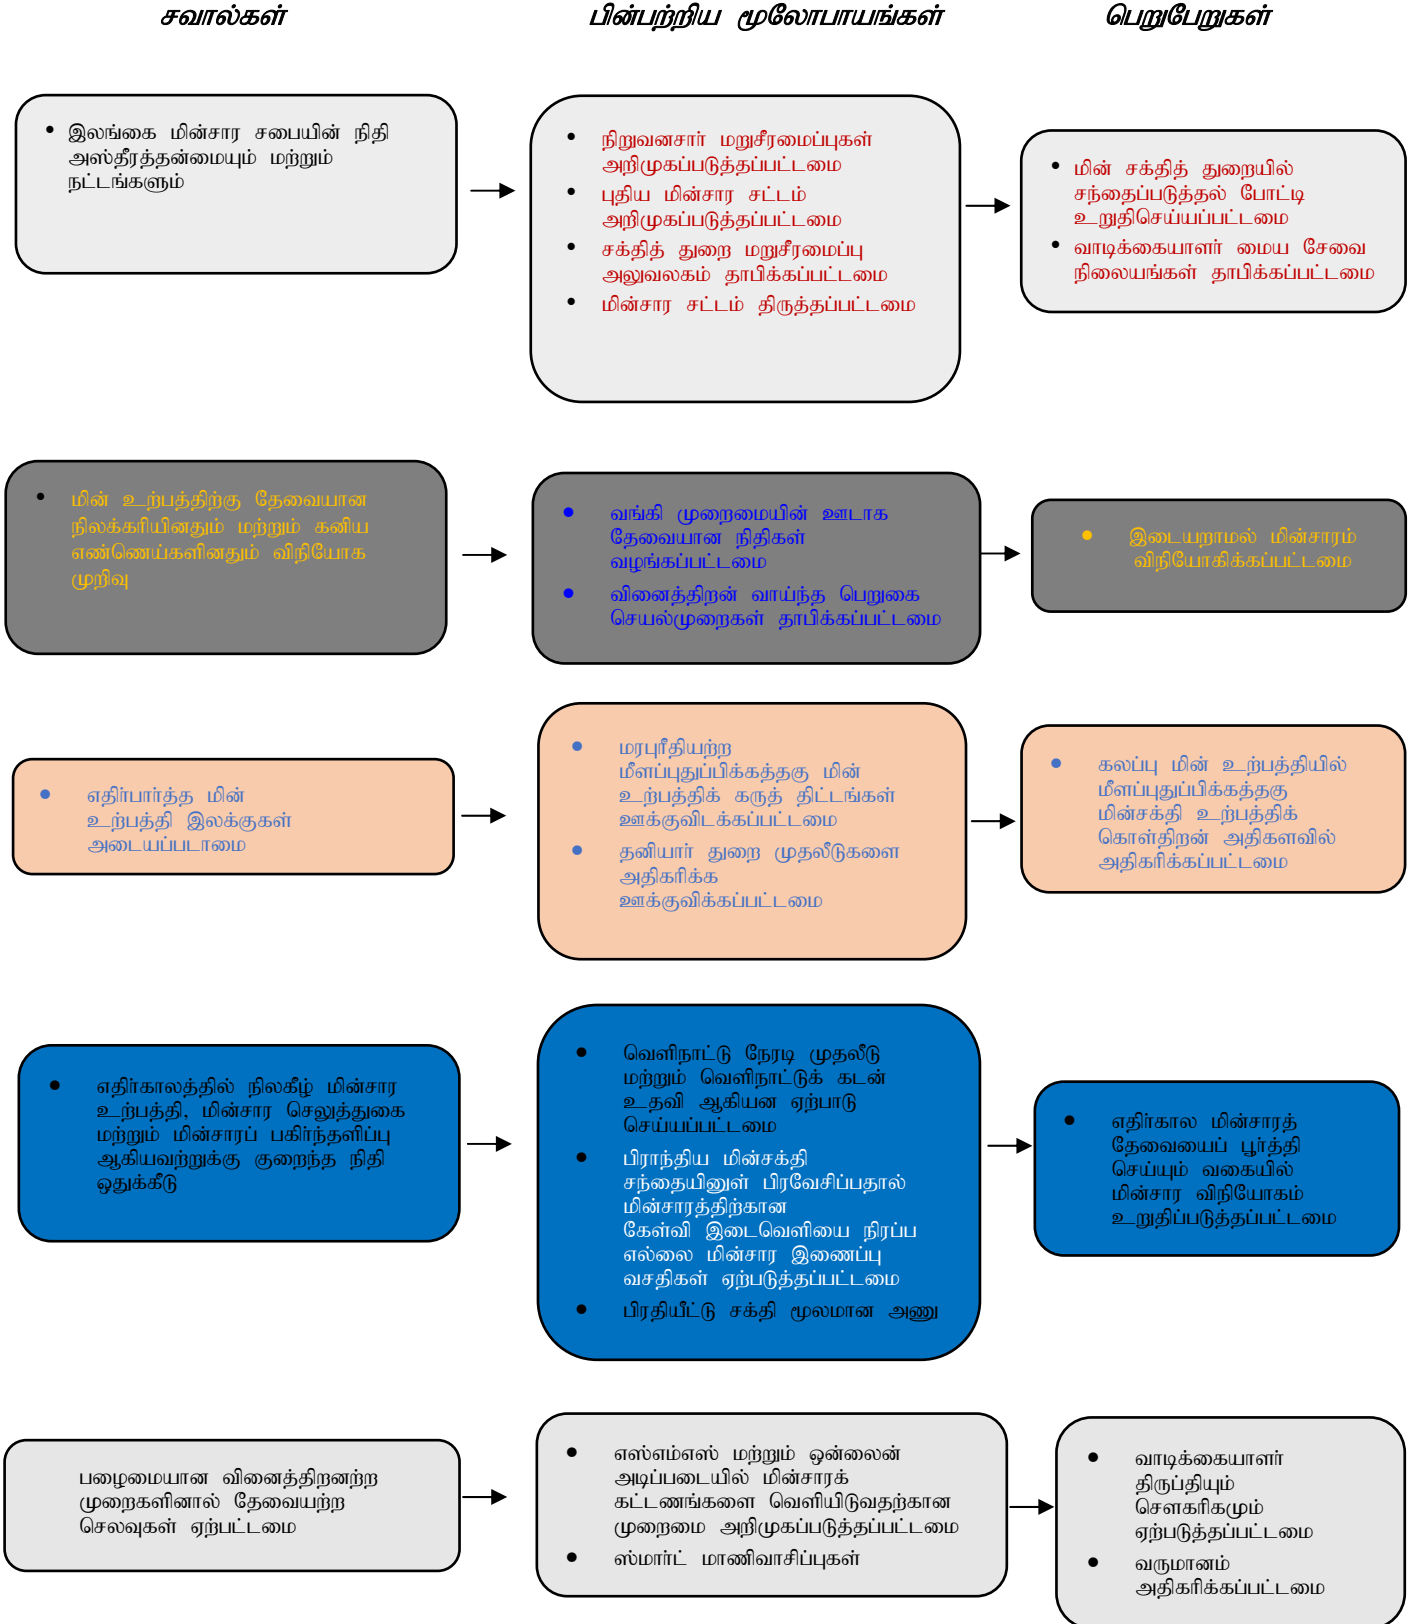 சவால்கள்
பின்பற்றிய மூலோபாயங்கள்
பெறுபேறுகள்
• இலங்கை மின்சார சபையின் நிதி
அஸ்தீரத்தன்மையும் மற்றும்
நட்டங்களும்
• நிறுவனசார் மறுசீரமைப்புகள்
அறிமுகப்படுத்தப்பட்டமை
• புதிய மின்சார சட்டம்
அறிமுகப்படுத்தப்பட்டமை
• சக்தித் துறை மறுசீரமைப்பு
அலுவலகம் தாபிக்கப்பட்டமை
• மின்சார சட்டம் திருத்தப்பட்டமை
• மின் சக்தித் துறையில்
சந்தைப்படுத்தல் போட்டி
உறுதிசெய்யப்பட்டமை
• வாடிக்கையாளர் மைய சேவை
நிலையங்கள் தாபிக்கப்பட்டமை
• மின் உற்பத்திற்கு தேவையான
நிலக்கரியினதும் மற்றும் கனிய
எண்ணெய்களினதும் விநியோக
முறிவு
• வங்கி முறைமையின் ஊடாக
தேவையான நிதிகள்
வழங்கப்பட்டமை
• வினைத்திறன் வாய்ந்த பெறுகை
செயல்முறைகள் தாபிக்கப்பட்டமை
• இடையறாமல் மின்சாரம்
விநியோகிக்கப்பட்டமை
• எதிர்பார்த்த மின்
உற்பத்தி இலக்குகள்
அடையப்படாமை
• மரபுரீதியற்ற
மீளப்புதுப்பிக்கத்தகு மின்
உற்பத்திக் கருத் திட்டங்கள்
ஊக்குவிடக்கப்பட்டமை
• தனியார் துறை முதலீடுகளை
அதிகரிக்க
ஊக்குவிக்கப்பட்டமை
• கலப்பு மின் உற்பத்தியில்
மீளப்புதுப்பிக்கத்தகு
மின்சக்தி உற்பத்திக்
கொள்திறன் அதிகளவில்
அதிகரிக்கப்பட்டமை
• எதிர்காலத்தில் நிலகீழ் மின்சார
உற்பத்தி, மின்சார செலுத்துகை
மற்றும் மின்சாரப் பகிர்ந்தளிப்பு
ஆகியவற்றுக்கு குறைந்த நிதி
ஒதுக்கீடு
• வெளிநாட்டு நேரடி முதலீடு
மற்றும் வெளிநாட்டுக் கடன்
உதவி ஆகியன ஏற்பாடு
செய்யப்பட்டமை
• பிராந்திய மின்சக்தி
சந்தையினுள் பிரவேசிப்பதால்
மின்சாரத்திற்கான
கேள்வி இடைவெளியை நிரப்ப
எல்லை மின்சார இணைப்பு
வசதிகள் ஏற்படுத்தப்பட்டமை
• பிரதியீட்டு சக்தி மூலமான அணு
• எதிர்கால மின்சாரத்
தேவையைப் பூர்த்தி
செய்யும் வகையில்
மின்சார விநியோகம்
உறுதிப்படுத்தப்பட்டமை
பழைமையான வினைத்திறனற்ற
முறைகளினால் தேவையற்ற
செலவுகள் ஏற்பட்டமை
• எஸ்எம்எஸ் மற்றும் ஒன்லைன்
அடிப்படையில் மின்சாரக்
கட்டணங்களை வெளியிடுவதற்கான
முறைமை அறிமுகப்படுத்தப்பட்டமை
• ஸ்மார்ட் மாணிவாசிப்புகள்
• வாடிக்கையாளர்
திருப்தியும்
சௌகரிகமும்
ஏற்படுத்தப்பட்டமை
• வருமானம்
அதிகரிக்கப்பட்டமை